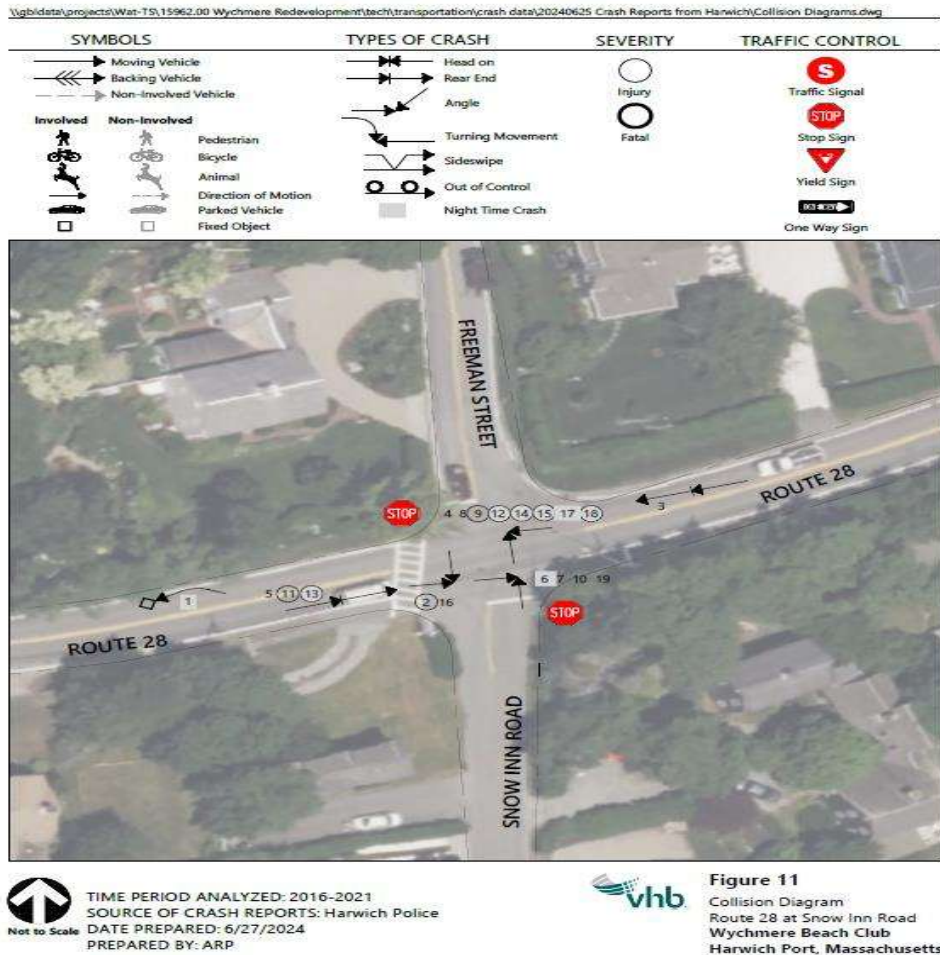 \\gbl\data\projects\Wat-TS\15962.00 Wychmere Redevelopment\tech\transportation\crash data\20240625 Crash Reports from Harwich\Collision Diagrams.dwg
SYMBOLS
Moving Vehicle
Backing Vehicle
Non-Involved Vehicle
Involved Non-Involved
Pedestrian
Bicycle
Animal
Direction of Motion
Parked Vehicle
Fixed Object
TYPES OF CRASH
Head on
Rear End
Angle
Turning Movement
Sideswipe
Out of Control
Night Time Crash
SEVERITY
Injury
Fatal
TRAFFIC CONTROL
S
Traffic Signal
STOP
Stop Sign
Yield Sign
One Way Sign
FREEMAN STREET
ROUTE 28
3
STOP
4 8 9 12 14 15 17 18
1
5 11 13
2 16
6 7 10 19
STOP
ROUTE 28
SNOW INN ROAD
Not to Scale
TIME PERIOD ANALYZED: 2016-2021
SOURCE OF CRASH REPORTS: Harwich Police
DATE PREPARED: 6/27/2024
PREPARED BY: ARP
vhb
Figure 11
Collision Diagram
Route 28 at Snow Inn Road
Wychmere Beach Club
Harwich Port, Massachusetts